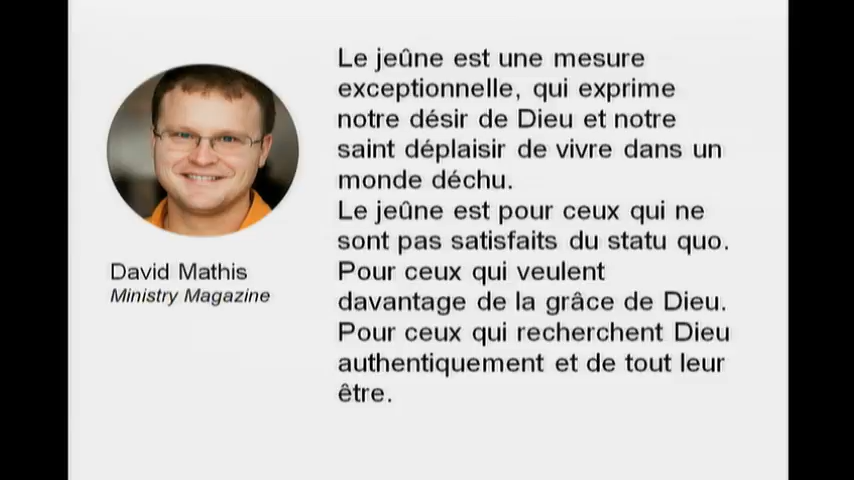 Le jeûne est une mesure
exceptionnelle, qui exprime
notre désir de Dieu et notre
saint déplaisir de vivre dans un
monde déchu.
Le jeûne est pour ceux qui ne
sont pas satisfaits du statu quo.
Pour ceux qui veulent
davantage de la grâce de Dieu.
Pour ceux qui recherchent Dieu
authentiquement et de tout leur
être.
David Mathis
Ministry Magazine